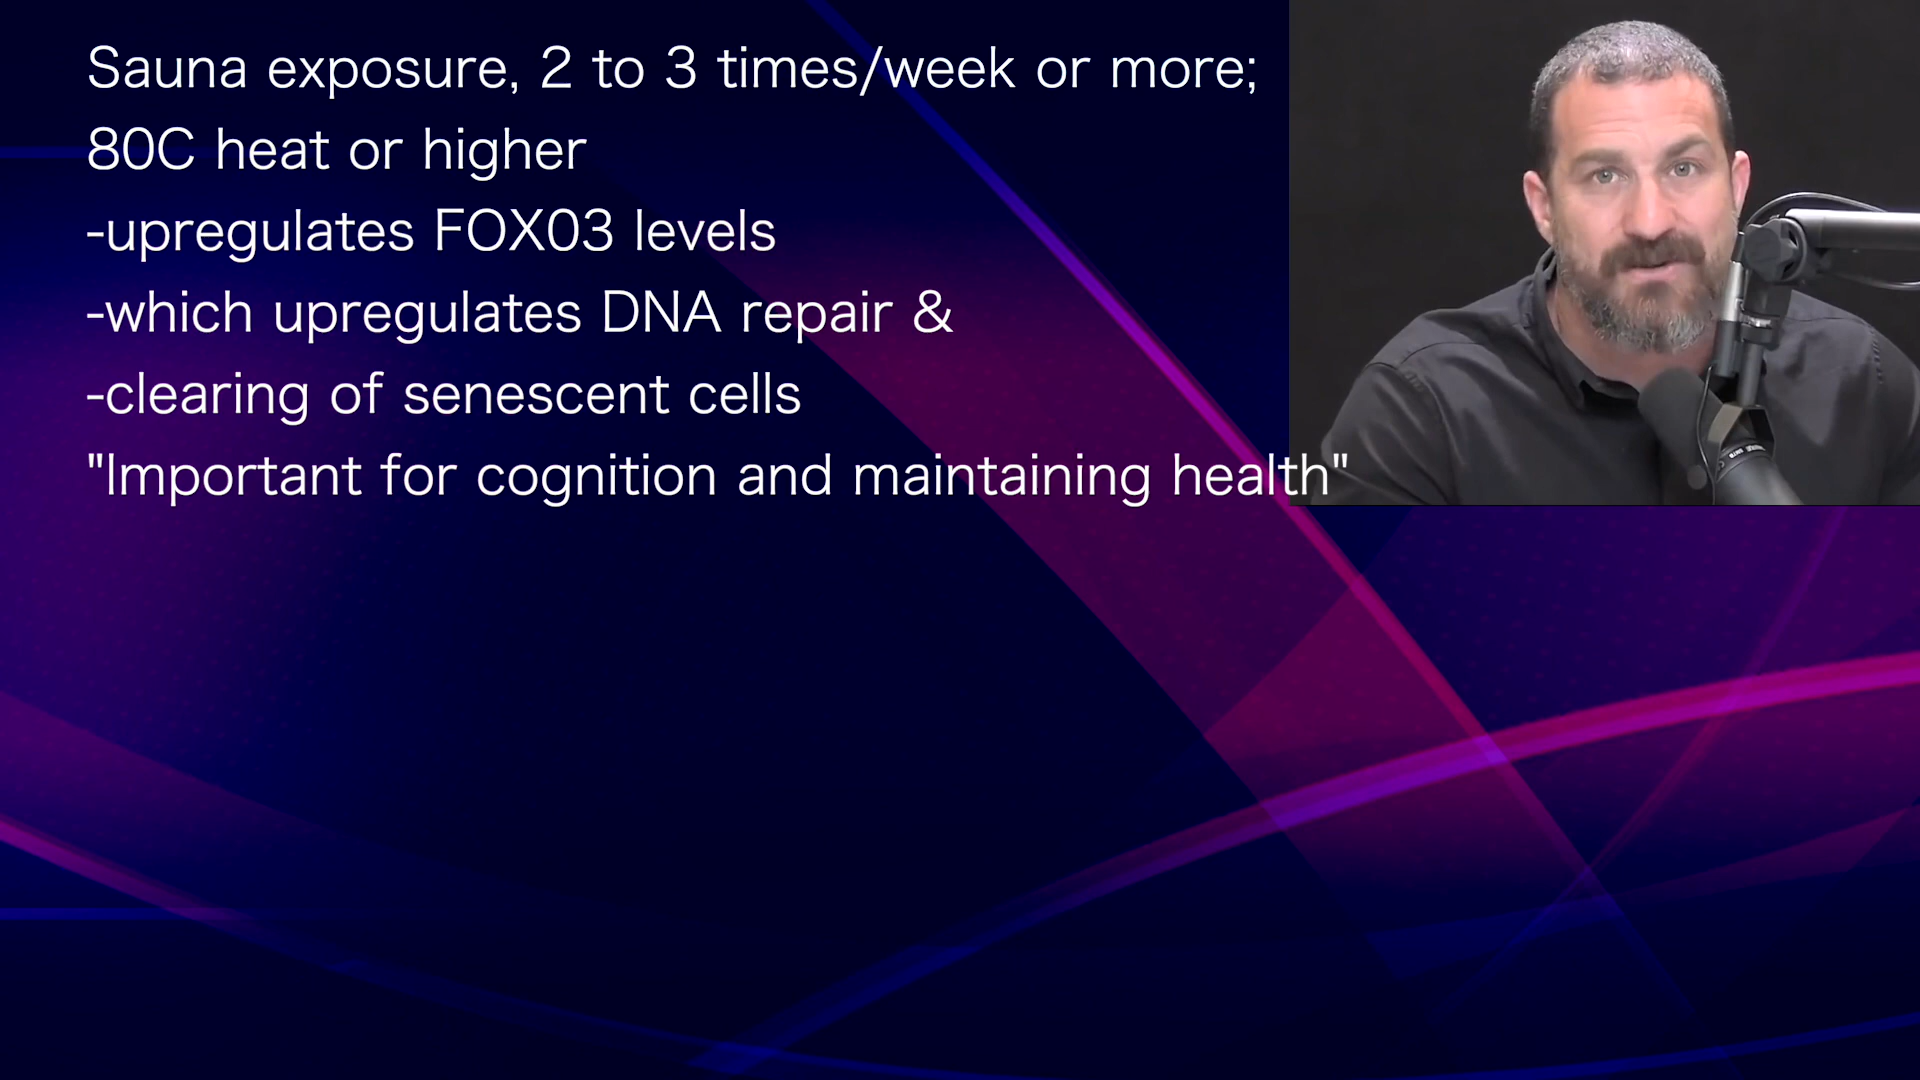 Sauna exposure, 2 to 3 times/week or more;
80C heat or higher
-upregulates FOX03 levels
-which upregulates DNA repair &
-clearing of senescent cells
"Important for cognition and maintaining health"